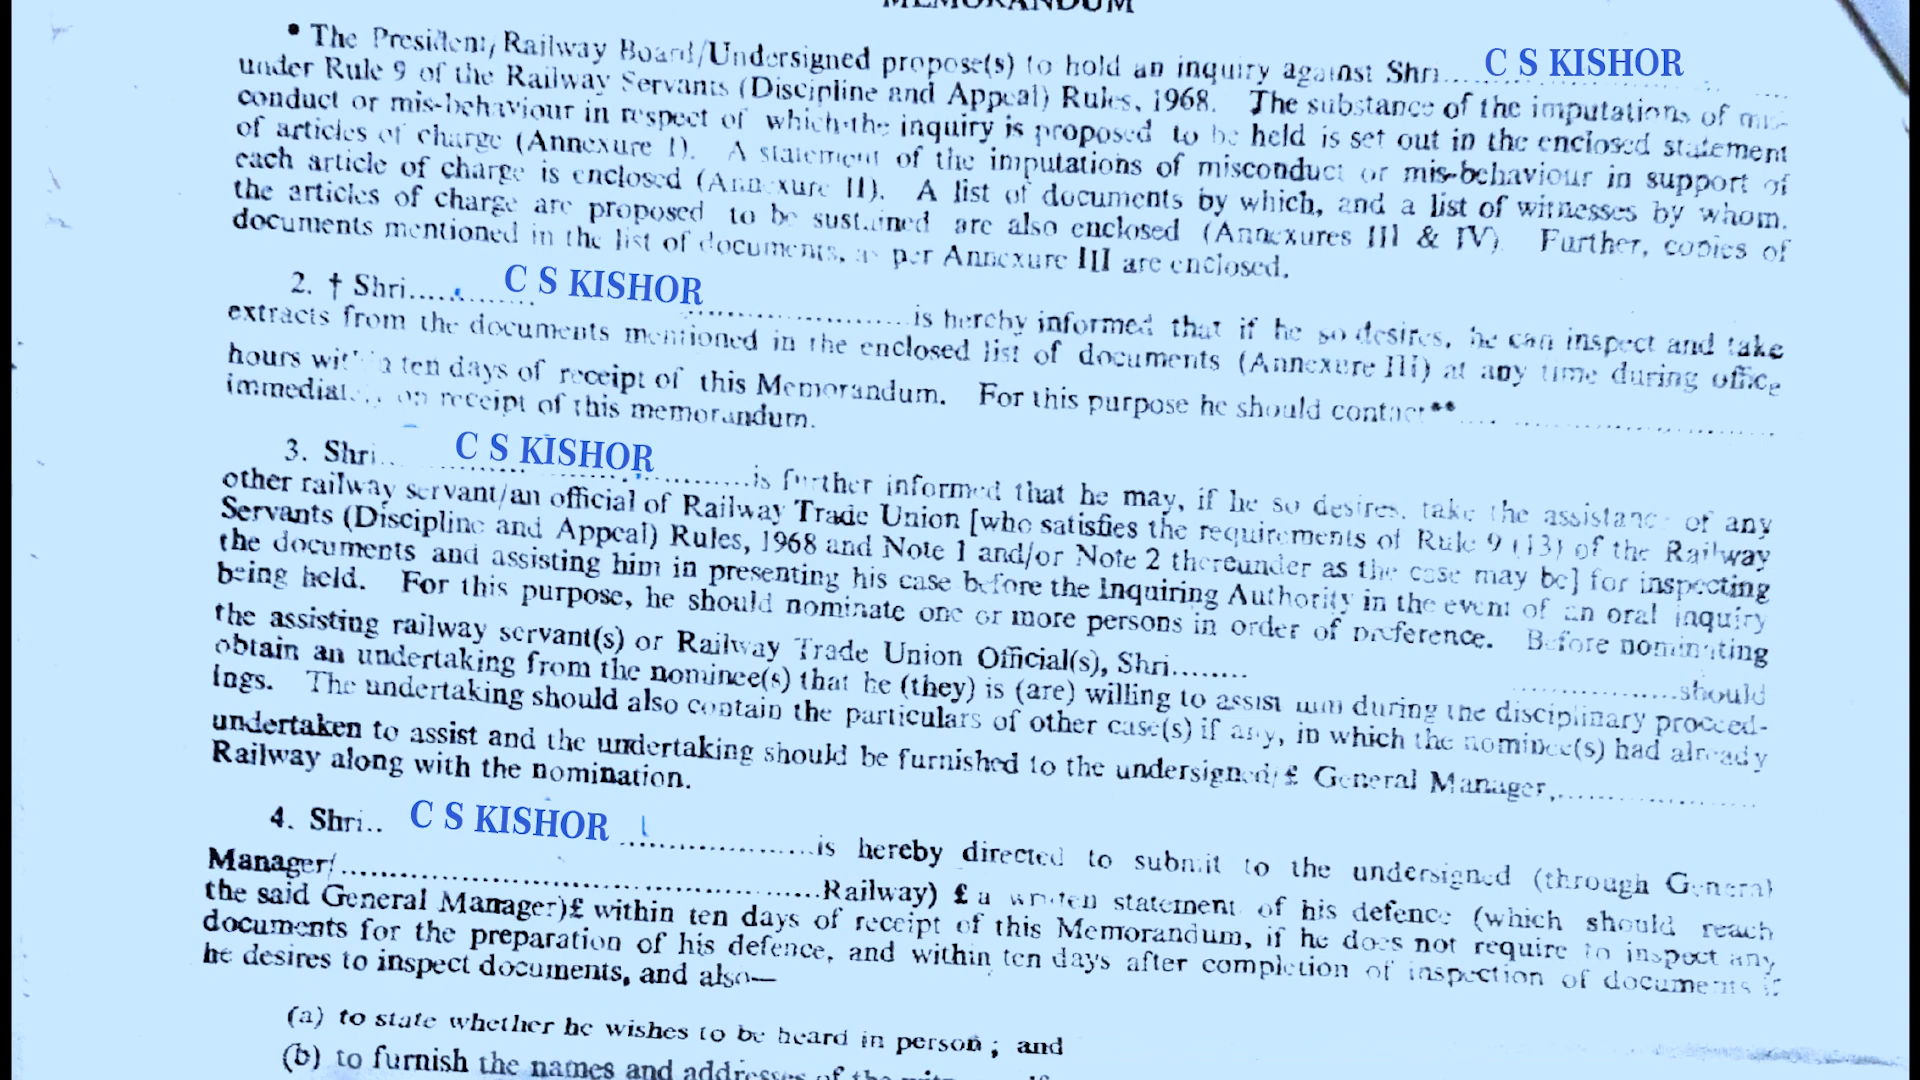 MEMORANDUM
• The President, Railway Board/Undersigned propose(s) to hold an inquiry against Shri.... C S KISHOR ....
under Rule 9 of the Railway Servants (Discipline and Appeal) Rules, 1968. The substance of the imputations of mis-
conduct or mis-behaviour in respect of which the inquiry is proposed to be held is set out in the enclosed statement
of articles of charge (Annexure I). A statement of the imputations of misconduct or mis-behaviour in support of
each article of charge is enclosed (Annexure II). A list of documents by which, and a list of witnesses by whom,
the articles of charge are proposed to be sustained are also enclosed (Annexures III & IV). Further, copies of
documents mentioned in the list of documents, as per Annexure III are enclosed.
2. † Shri.... C S KISHOR ....is hereby informed that if he so desires, he can inspect and take
extracts from the documents mentioned in the enclosed list of documents (Annexure III) at any time during office
hours within ten days of receipt of this Memorandum. For this purpose he should contact**....
immediately on receipt of this memorandum.
3. Shri.. C S KISHOR ....is further informed that he may, if he so desires, take the assistance of any
other railway servant/an official of Railway Trade Union [who satisfies the requirements of Rule 9 (13) of the Railway
Servants (Discipline and Appeal) Rules, 1968 and Note 1 and/or Note 2 thereunder as the case may be] for inspecting
the documents and assisting him in presenting his case before the Inquiring Authority in the event of an oral inquiry
being held. For this purpose, he should nominate one or more persons in order of preference. Before nominating
the assisting railway servant(s) or Railway Trade Union Official(s), Shri........ ....should
obtain an undertaking from the nominee(s) that he (they) is (are) willing to assist him during the disciplinary proceed-
ings. The undertaking should also contain the particulars of other case(s) if any, in which the nominee(s) had already
undertaken to assist and the undertaking should be furnished to the undersigned/£ General Manager,....
Railway along with the nomination.
4. Shri.. C S KISHOR ....is hereby directed to submit to the undersigned (through General
Manager/....Railway) £ a written statement of his defence (which should reach
the said General Manager)£ within ten days of receipt of this Memorandum, if he does not require to inspect any
documents for the preparation of his defence, and within ten days after completion of inspection of documents if
he desires to inspect documents, and also—
(a) to state whether he wishes to be heard in person ; and
(b) to furnish the names and addresses of the